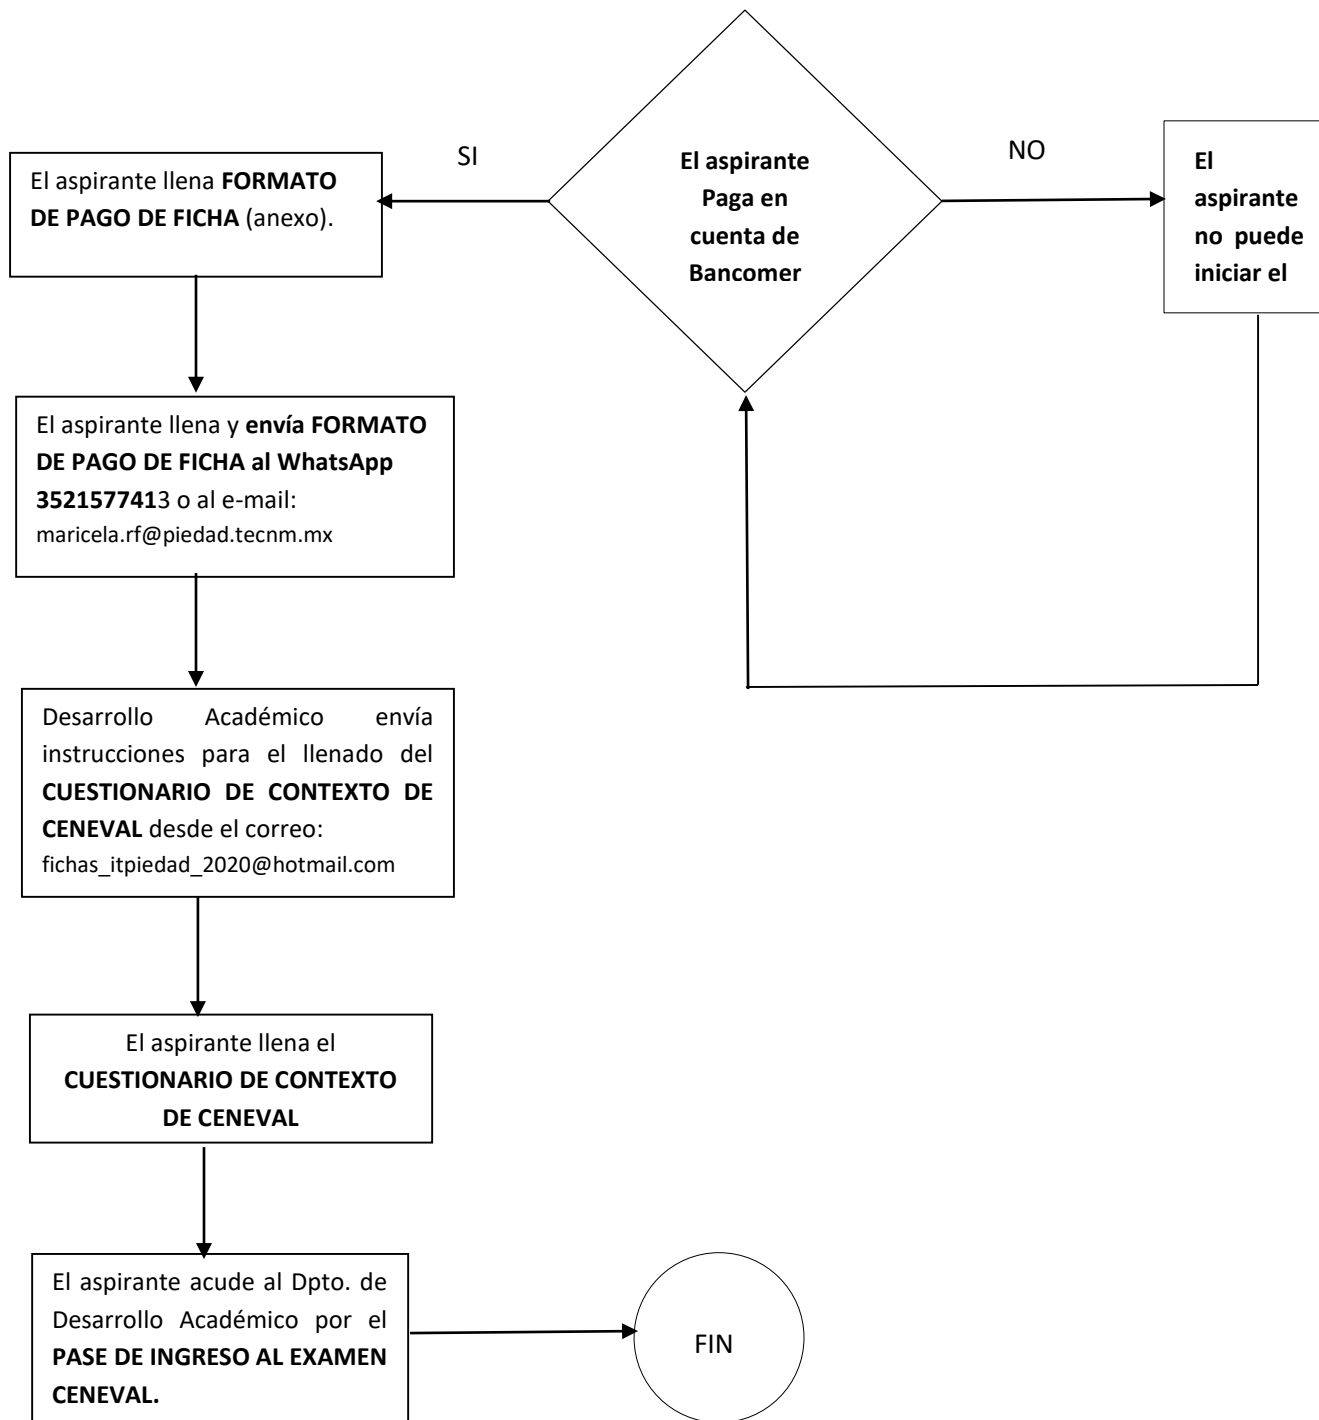 SI
El aspirante
Paga en
cuenta de
Bancomer
NO
El
aspirante
no puede
iniciar el
El aspirante llena FORMATO
DE PAGO DE FICHA (anexo).
El aspirante llena y envía FORMATO
DE PAGO DE FICHA al WhatsApp
3521577413 o al e-mail:
maricela.rf@piedad.tecnm.mx
Desarrollo Académico envía
instrucciones para el llenado del
CUESTIONARIO DE CONTEXTO DE
CENEVAL desde el correo:
fichas_itpiedad_2020@hotmail.com
El aspirante llena el
CUESTIONARIO DE CONTEXTO
DE CENEVAL
El aspirante acude al Dpto. de
Desarrollo Académico por el
PASE DE INGRESO AL EXAMEN
CENEVAL.
FIN